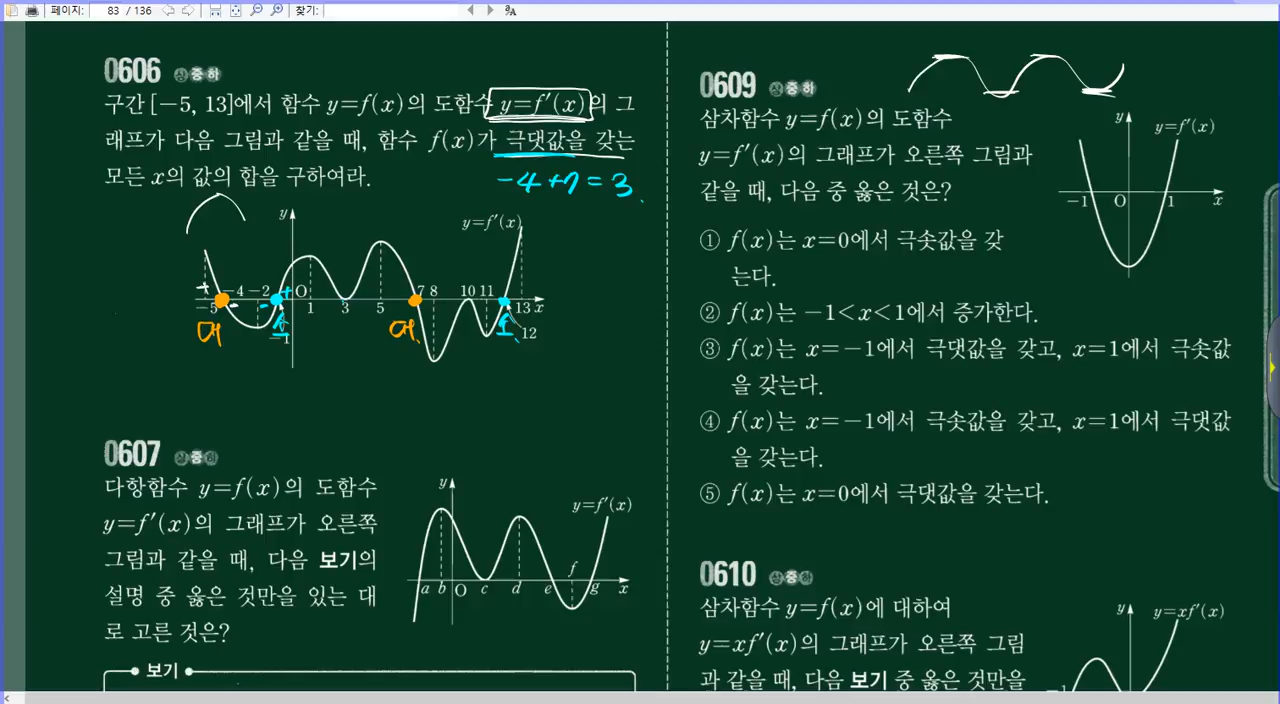 페이지: 83 / 136 찾기:
0606 상중하
구간 [−5, 13]에서 함수 y=f(x)의 도함수 y=f′(x)의 그
래프가 다음 그림과 같을 때, 함수 f(x)가 극댓값을 갖는
모든 x의 값의 합을 구하여라.
−4+7=3.
y
y=f′(x)
+ −4 −2 + O 7 8 10 11
−5 − − 1 3 5 13 x
대 소 대 소 12
−1
0607 상중하
다항함수 y=f(x)의 도함수
y=f′(x)의 그래프가 오른쪽
그림과 같을 때, 다음 보기의
설명 중 옳은 것만을 있는 대
로 고른 것은?
y
y=f′(x)
f
a b O c d e g x
보기
0609 상중하
삼차함수 y=f(x)의 도함수
y=f′(x)의 그래프가 오른쪽 그림과
같을 때, 다음 중 옳은 것은?
y
y=f′(x)
−1 O 1 x
① f(x)는 x=0에서 극솟값을 갖
는다.
② f(x)는 −1<x<1에서 증가한다.
③ f(x)는 x=−1에서 극댓값을 갖고, x=1에서 극솟값
을 갖는다.
④ f(x)는 x=−1에서 극솟값을 갖고, x=1에서 극댓값
을 갖는다.
⑤ f(x)는 x=0에서 극댓값을 갖는다.
0610 상중하
삼차함수 y=f(x)에 대하여
y=xf′(x)의 그래프가 오른쪽 그림
과 같을 때, 다음 보기 중 옳은 것만을
y
y=xf′(x)
−1